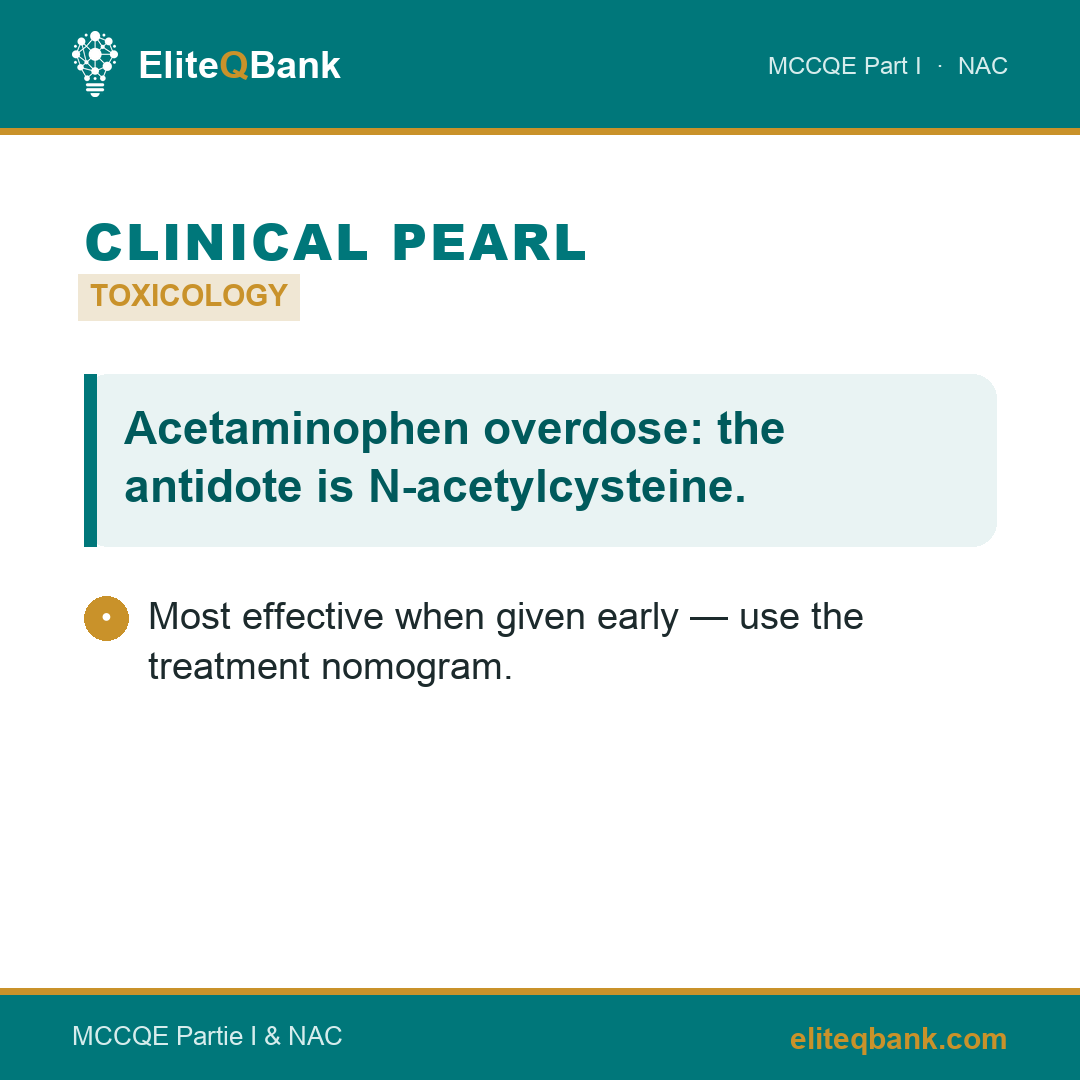 EliteQBank
MCCQE Part I · NAC
CLINICAL PEARL
TOXICOLOGY
Acetaminophen overdose: the
antidote is N-acetylcysteine.
Most effective when given early — use the
treatment nomogram.
MCCQE Partie I & NAC
eliteqbank.com